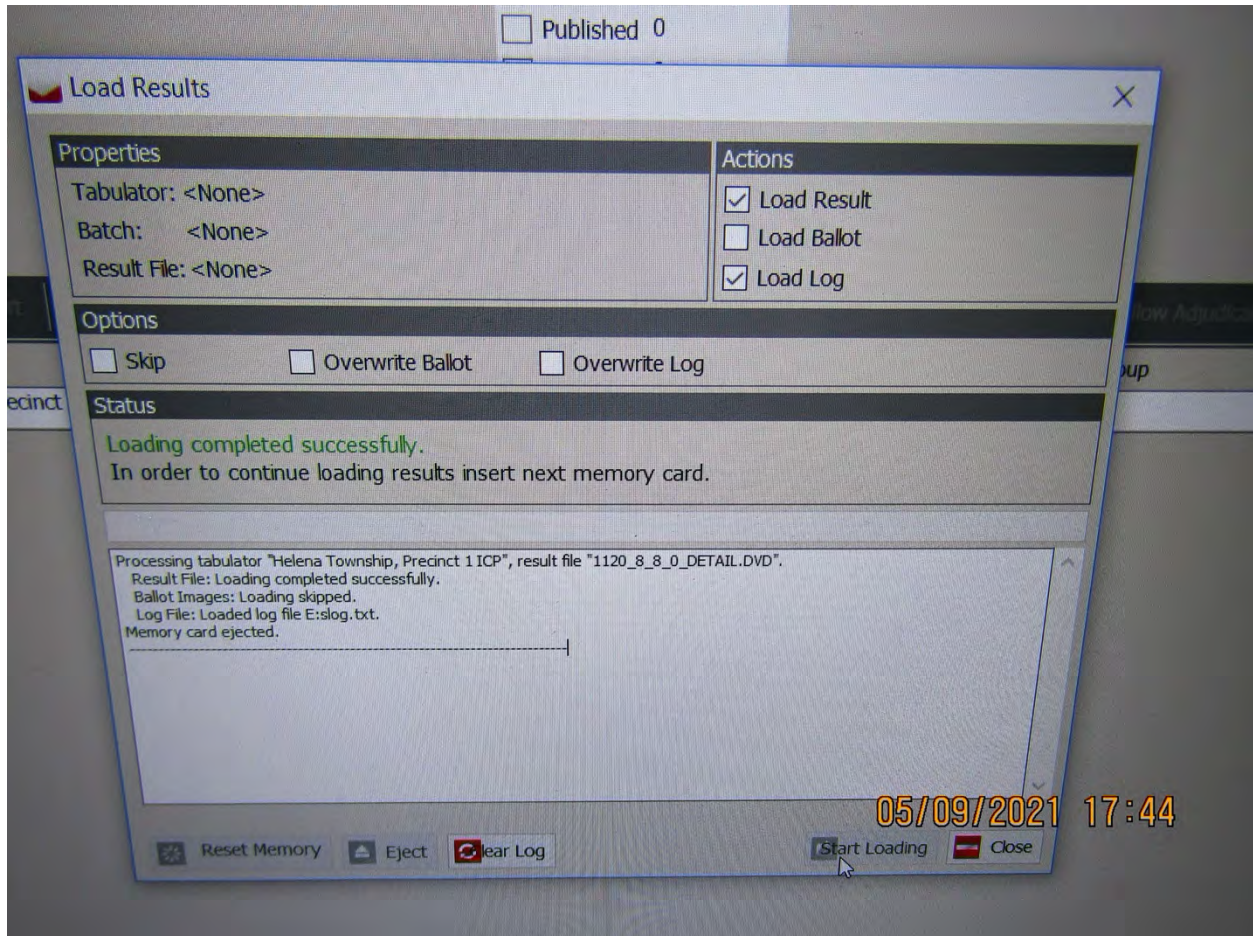 Published 0
Load Results
Properties
Tabulator: <None>
Batch: <None>
Result File: <None>
Actions
Load Result
Load Ballot
Load Log
Options
Skip Overwrite Ballot Overwrite Log
Status
Loading completed successfully.
In order to continue loading results insert next memory card.
Processing tabulator "Helena Township, Precinct 1 ICP", result file "1120_8_8_0_DETAIL.DVD".
Result File: Loading completed successfully.
Ballot Images: Loading skipped.
Log File: Loaded log file E:slog.txt.
Memory card ejected.
-----------------------------------------------------------------------
Reset Memory Eject lear Log Start Loading Close
05/09/2021 17:44
ecinct
oup
llow Adjudica